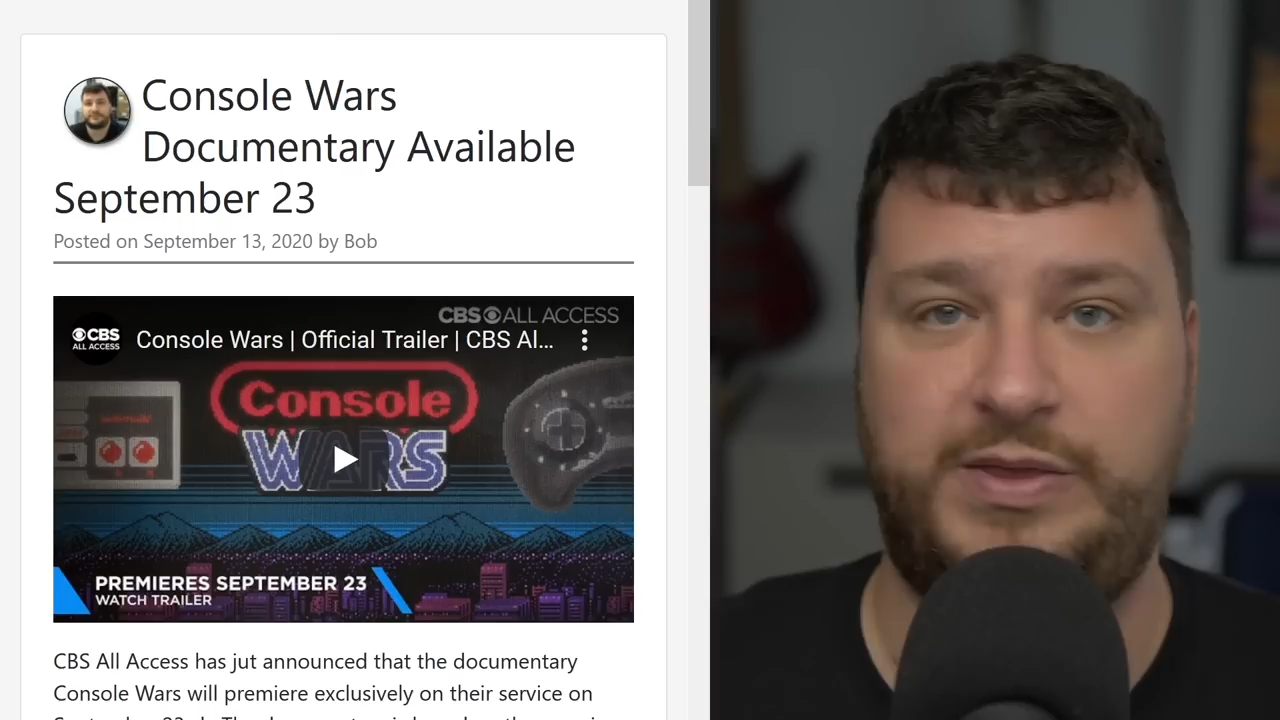 Console Wars
Documentary Available
September 23
Posted on September 13, 2020 by Bob
CBS ALL ACCESS
CBS
ALL ACCESS
Console Wars | Official Trailer | CBS Al...
Console
WARS
PREMIERES SEPTEMBER 23
WATCH TRAILER
CBS All Access has jut announced that the documentary
Console Wars will premiere exclusively on their service on